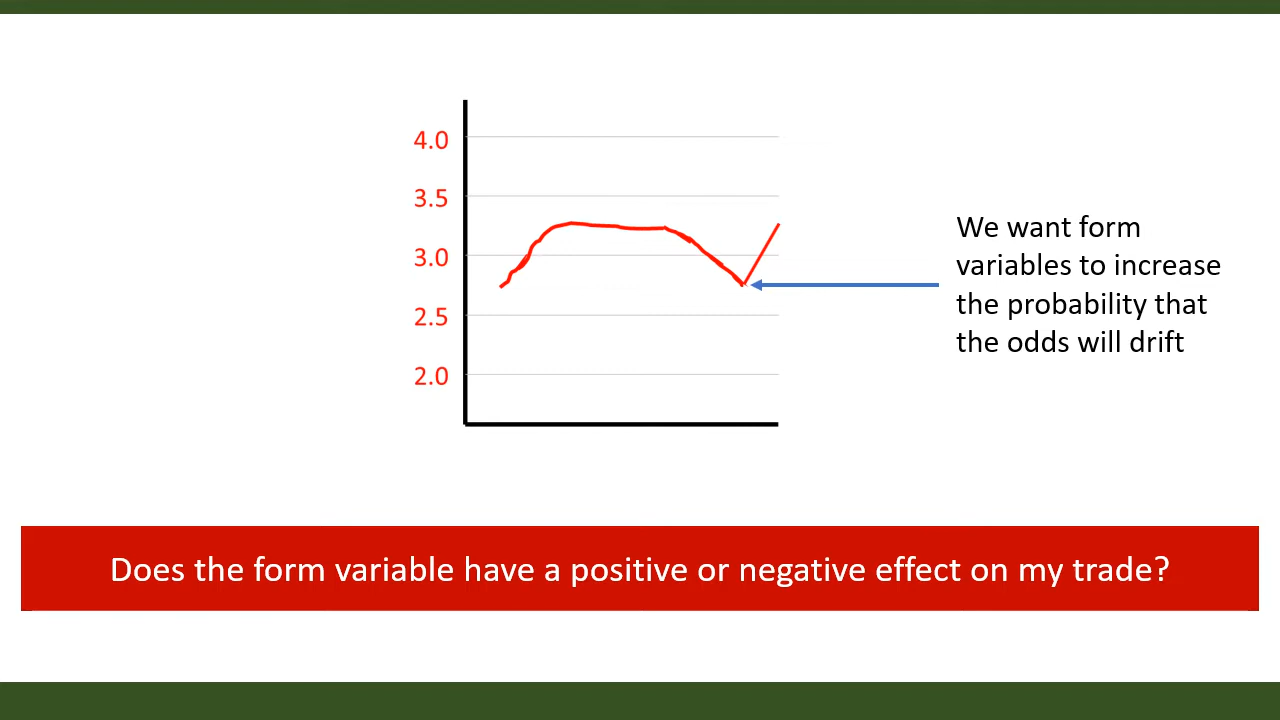 4.0
3.5
3.0
2.5
2.0
We want form
variables to increase
the probability that
the odds will drift
Does the form variable have a positive or negative effect on my trade?